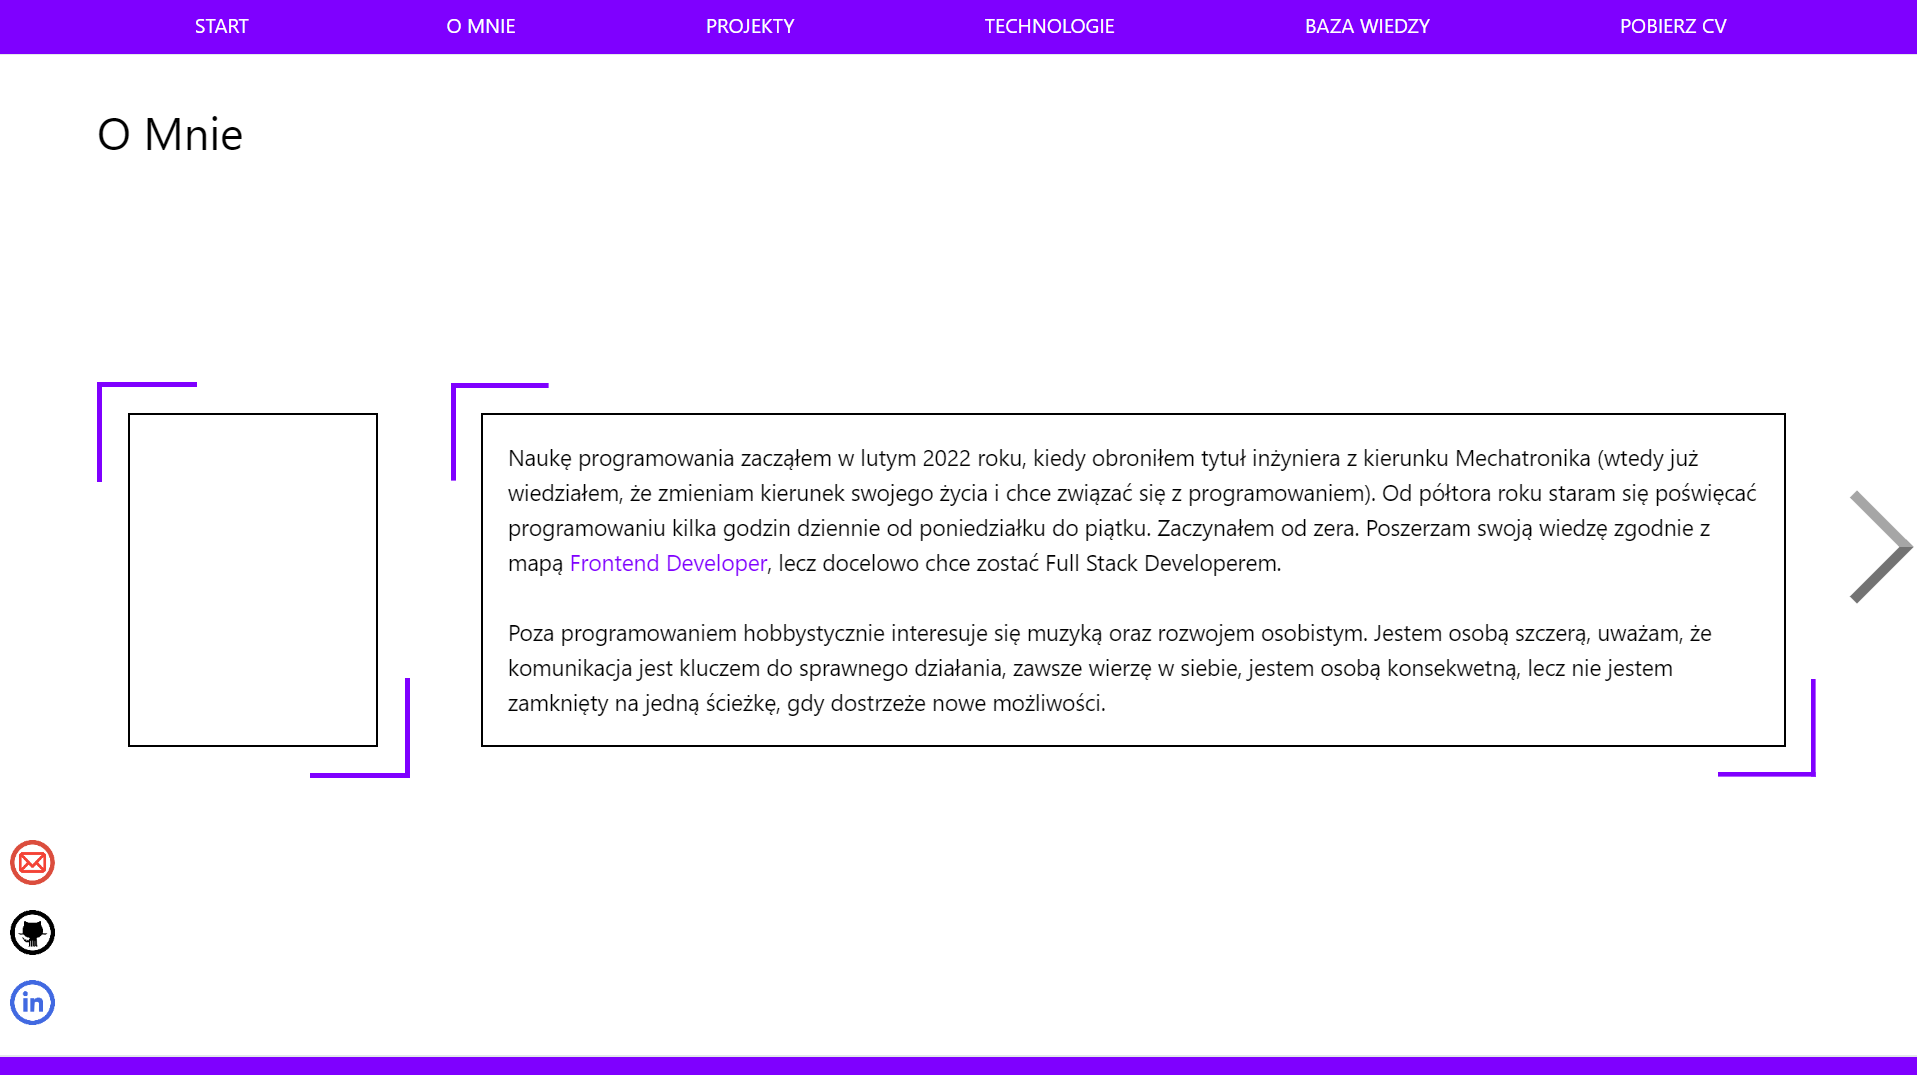 START O MNIE PROJEKTY TECHNOLOGIE BAZA WIEDZY POBIERZ CV
O Mnie
Naukę programowania zacząłem w lutym 2022 roku, kiedy obroniłem tytuł inżyniera z kierunku Mechatronika (wtedy już
wiedziałem, że zmieniam kierunek swojego życia i chce związać się z programowaniem). Od półtora roku staram się poświęcać
programowaniu kilka godzin dziennie od poniedziałku do piątku. Zaczynałem od zera. Poszerzam swoją wiedzę zgodnie z
mapą Frontend Developer, lecz docelowo chce zostać Full Stack Developerem.
Poza programowaniem hobbystycznie interesuje się muzyką oraz rozwojem osobistym. Jestem osobą szczerą, uważam, że
komunikacja jest kluczem do sprawnego działania, zawsze wierzę w siebie, jestem osobą konsekwetną, lecz nie jestem
zamknięty na jedną ścieżkę, gdy dostrzeże nowe możliwości.
in